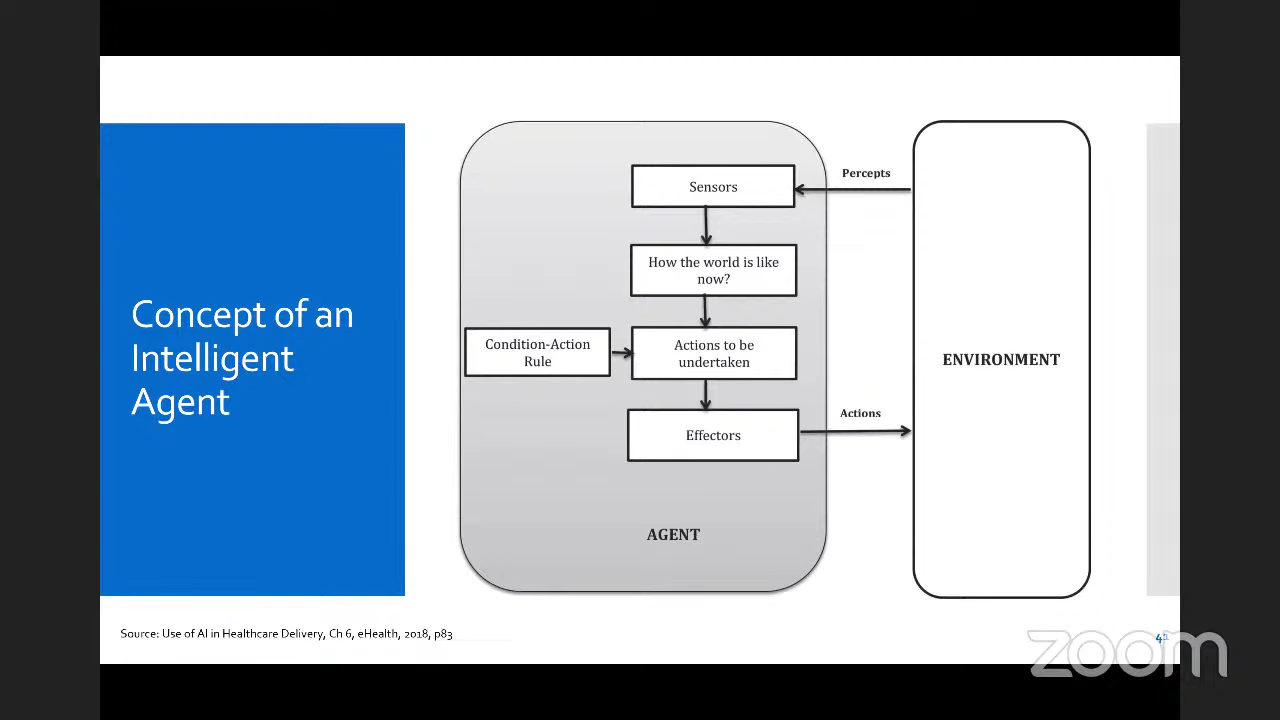 Concept of an
Intelligent
Agent
Sensors
Percepts
How the world is like
now?
Condition-Action
Rule
Actions to be
undertaken
Effectors
Actions
AGENT
ENVIRONMENT
Source: Use of AI in Healthcare Delivery, Ch 6, eHealth, 2018, p83
zoom